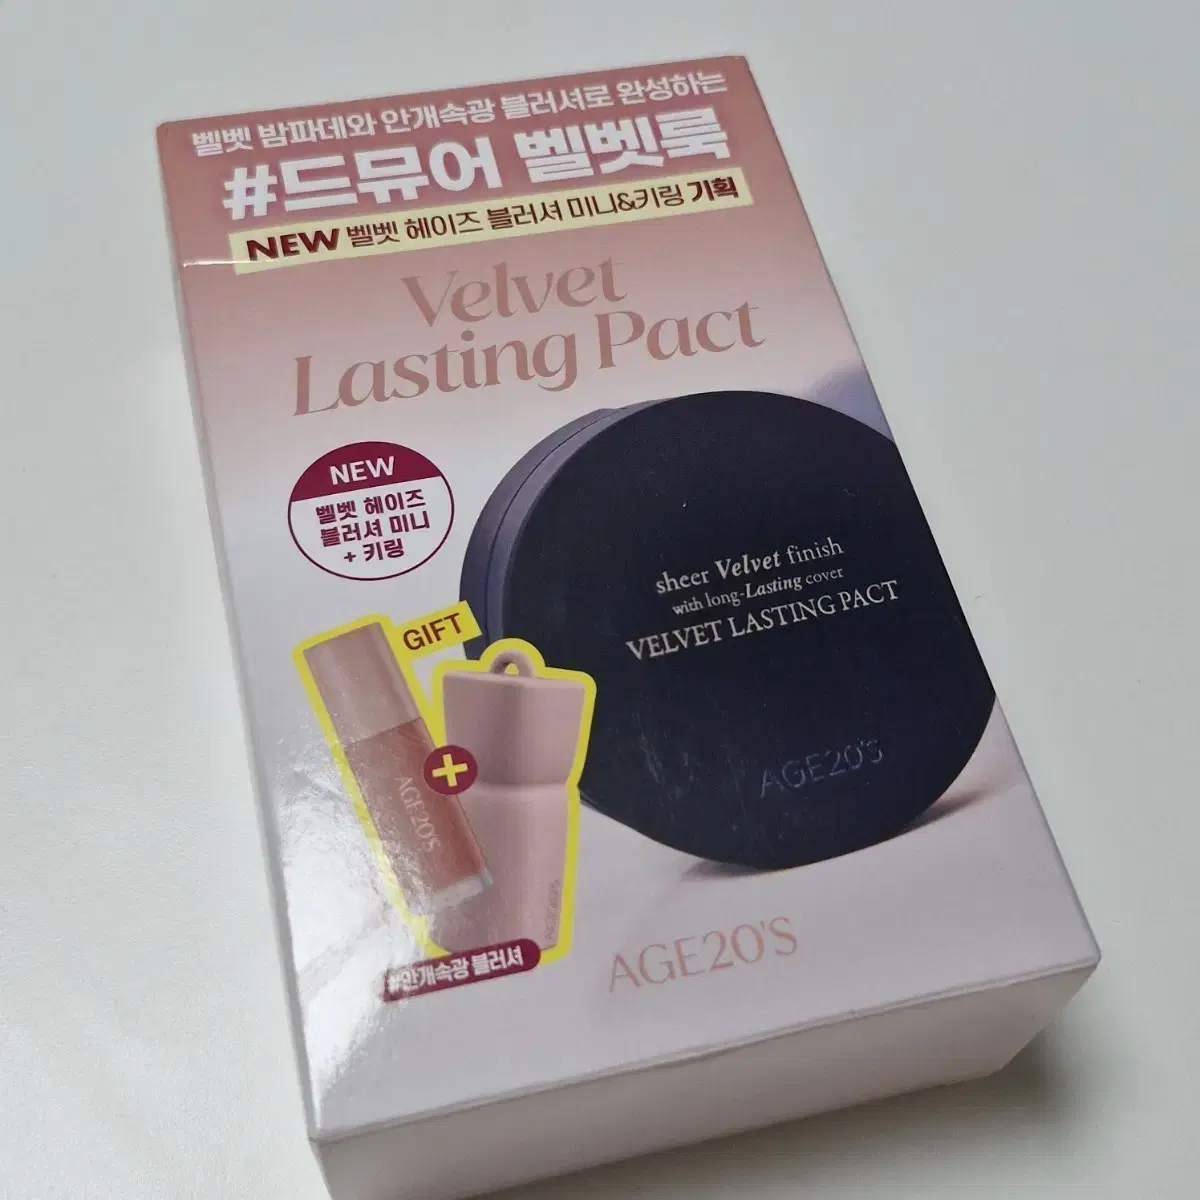 벨벳 밤파데와 안개속광 블러셔로 완성하는
#드뮤어 벨벳룩
NEW 벨벳 헤이즈 블러셔 미니&키링 기획
Velvet
Lasting Pact
NEW
벨벳 헤이즈
블러셔 미니
+ 키링
sheer Velvet finish
with long-Lasting cover
VELVET LASTING PACT
AGE20'S
GIFT
+
AGE20'S
AGE20'S
#안개속광 블러셔
AGE20'S